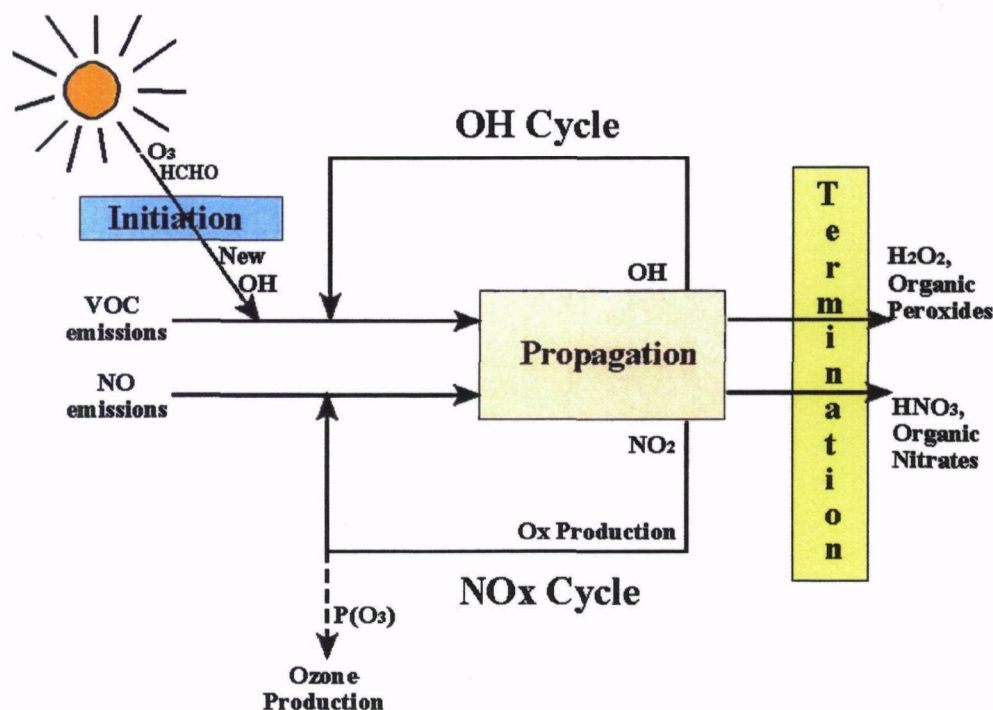 OH Cycle
O₃
HCHO
Initiation
New
OH
VOC
emissions
NO
emissions
OH
Propagation
NO₂
Ox Production
NOx Cycle
P(O₃)
Ozone
Production
Termination
H₂O₂,
Organic
Peroxides
HNO₃,
Organic
Nitrates